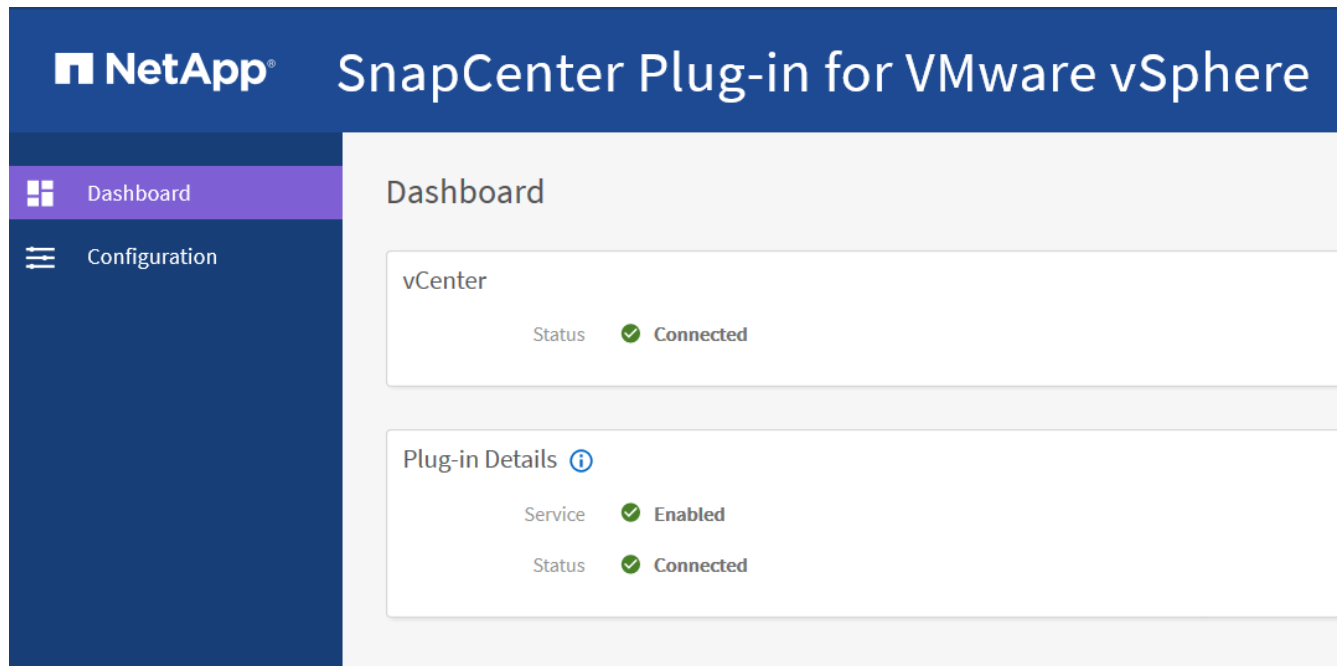 NetApp® SnapCenter Plug-in for VMware vSphere
Dashboard
Configuration
Dashboard
vCenter
Status Connected
Plug-in Details
Service Enabled
Status Connected